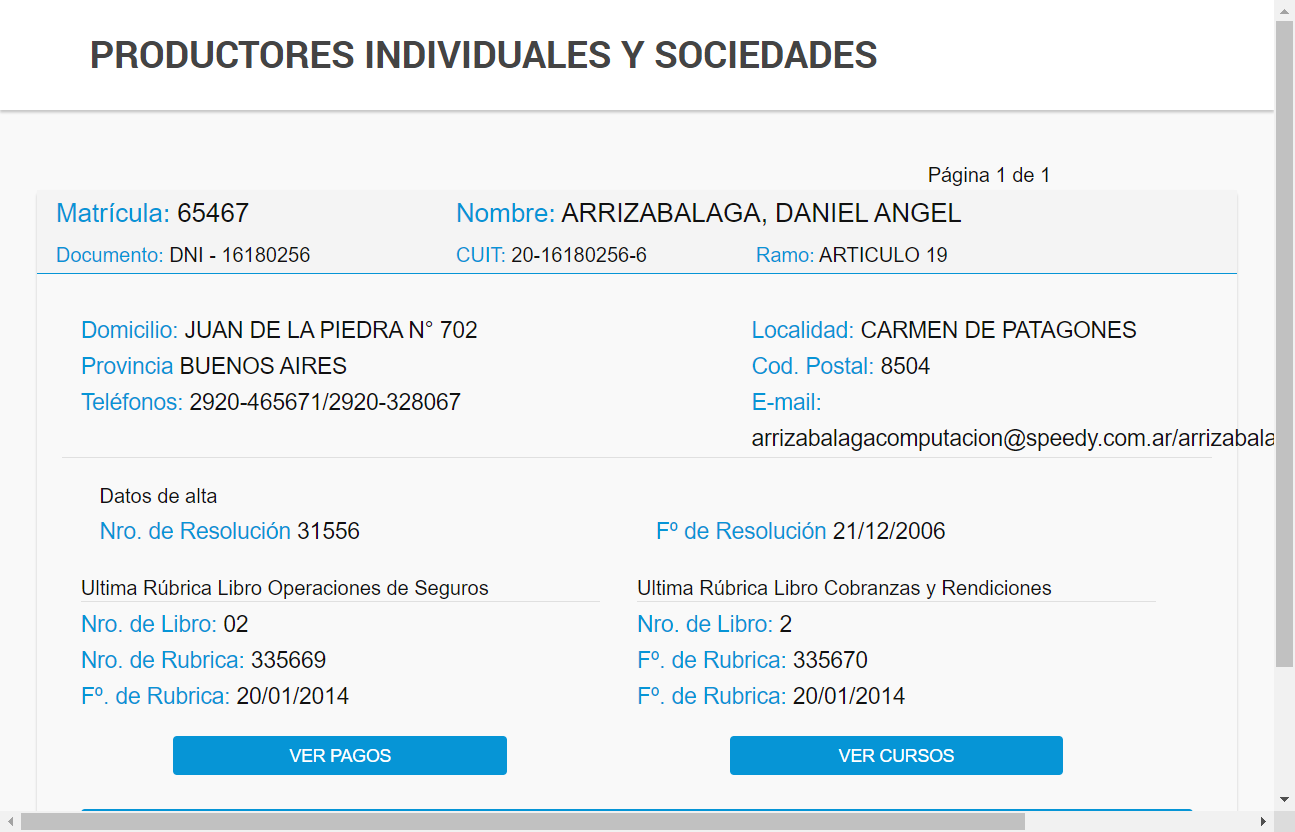 PRODUCTORES INDIVIDUALES Y SOCIEDADES
Página 1 de 1
Matrícula: 65467 Nombre: ARRIZABALAGA, DANIEL ANGEL
Documento: DNI - 16180256 CUIT: 20-16180256-6 Ramo: ARTICULO 19
Domicilio: JUAN DE LA PIEDRA N° 702 Localidad: CARMEN DE PATAGONES
Provincia BUENOS AIRES Cod. Postal: 8504
Teléfonos: 2920-465671/2920-328067 E-mail:
arrizabalagacomputacion@speedy.com.ar/arrizabala
Datos de alta
Nro. de Resolución 31556 Fº de Resolución 21/12/2006
Ultima Rúbrica Libro Operaciones de Seguros Ultima Rúbrica Libro Cobranzas y Rendiciones
Nro. de Libro: 02 Nro. de Libro: 2
Nro. de Rubrica: 335669 Fº. de Rubrica: 335670
Fº. de Rubrica: 20/01/2014 Fº. de Rubrica: 20/01/2014
VER PAGOS VER CURSOS